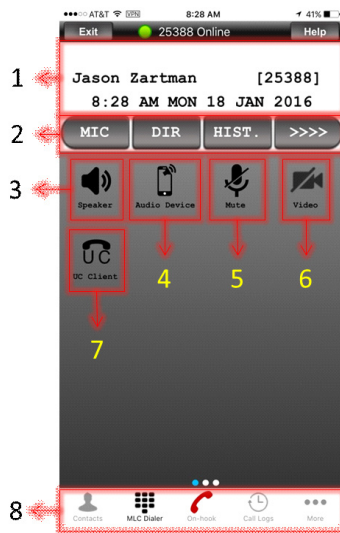 AT&T VPN 8:28 AM 41%
Exit 25388 Online Help
1
Jason Zartman [25388]
8:28 AM MON 18 JAN 2016
2 MIC DIR HIST. >>>>
3
Speaker Audio Device Mute Video
4 5 6
UC
UC Client
7
8
Contacts MLC Dialer On-hook Call Logs More